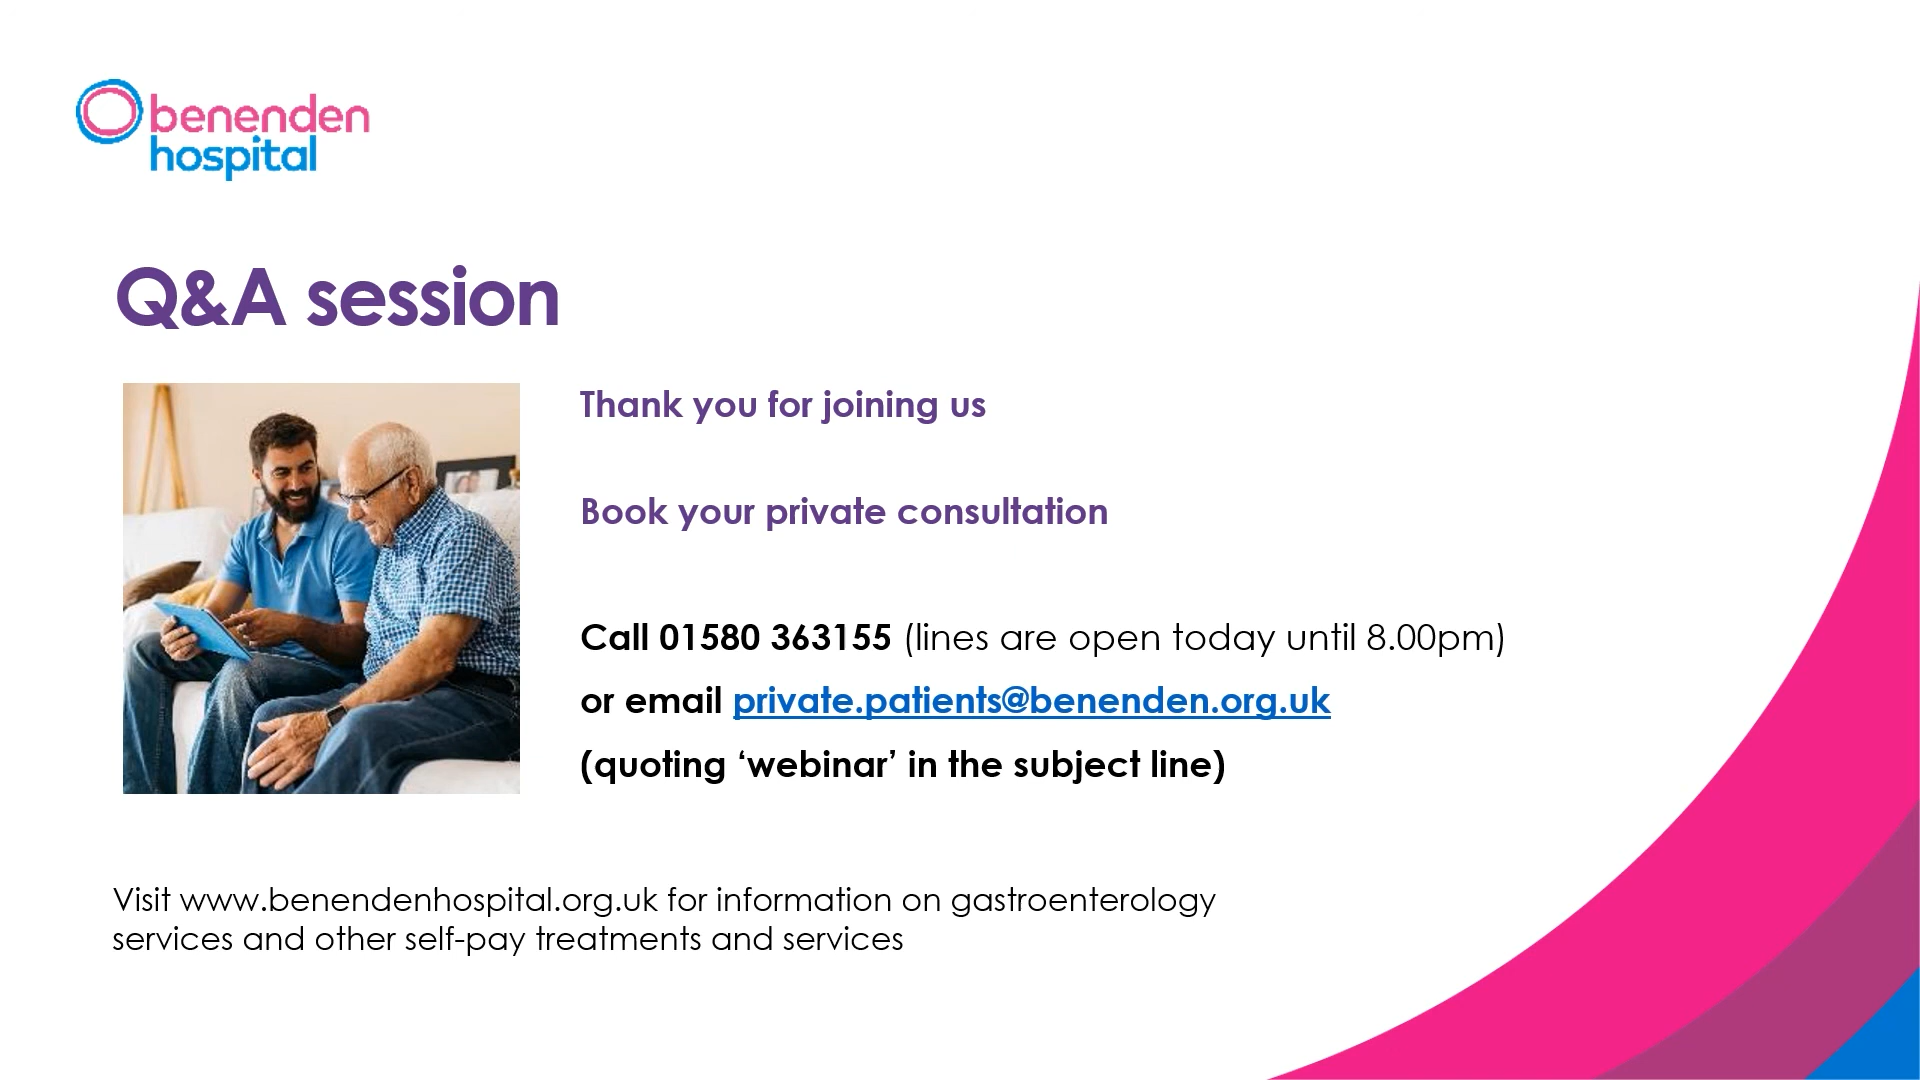 benenden
hospital
Q&A session
Thank you for joining us
Book your private consultation
Call 01580 363155 (lines are open today until 8.00pm)
or email private.patients@benenden.org.uk
(quoting ‘webinar’ in the subject line)
Visit www.benendenhospital.org.uk for information on gastroenterology
services and other self-pay treatments and services